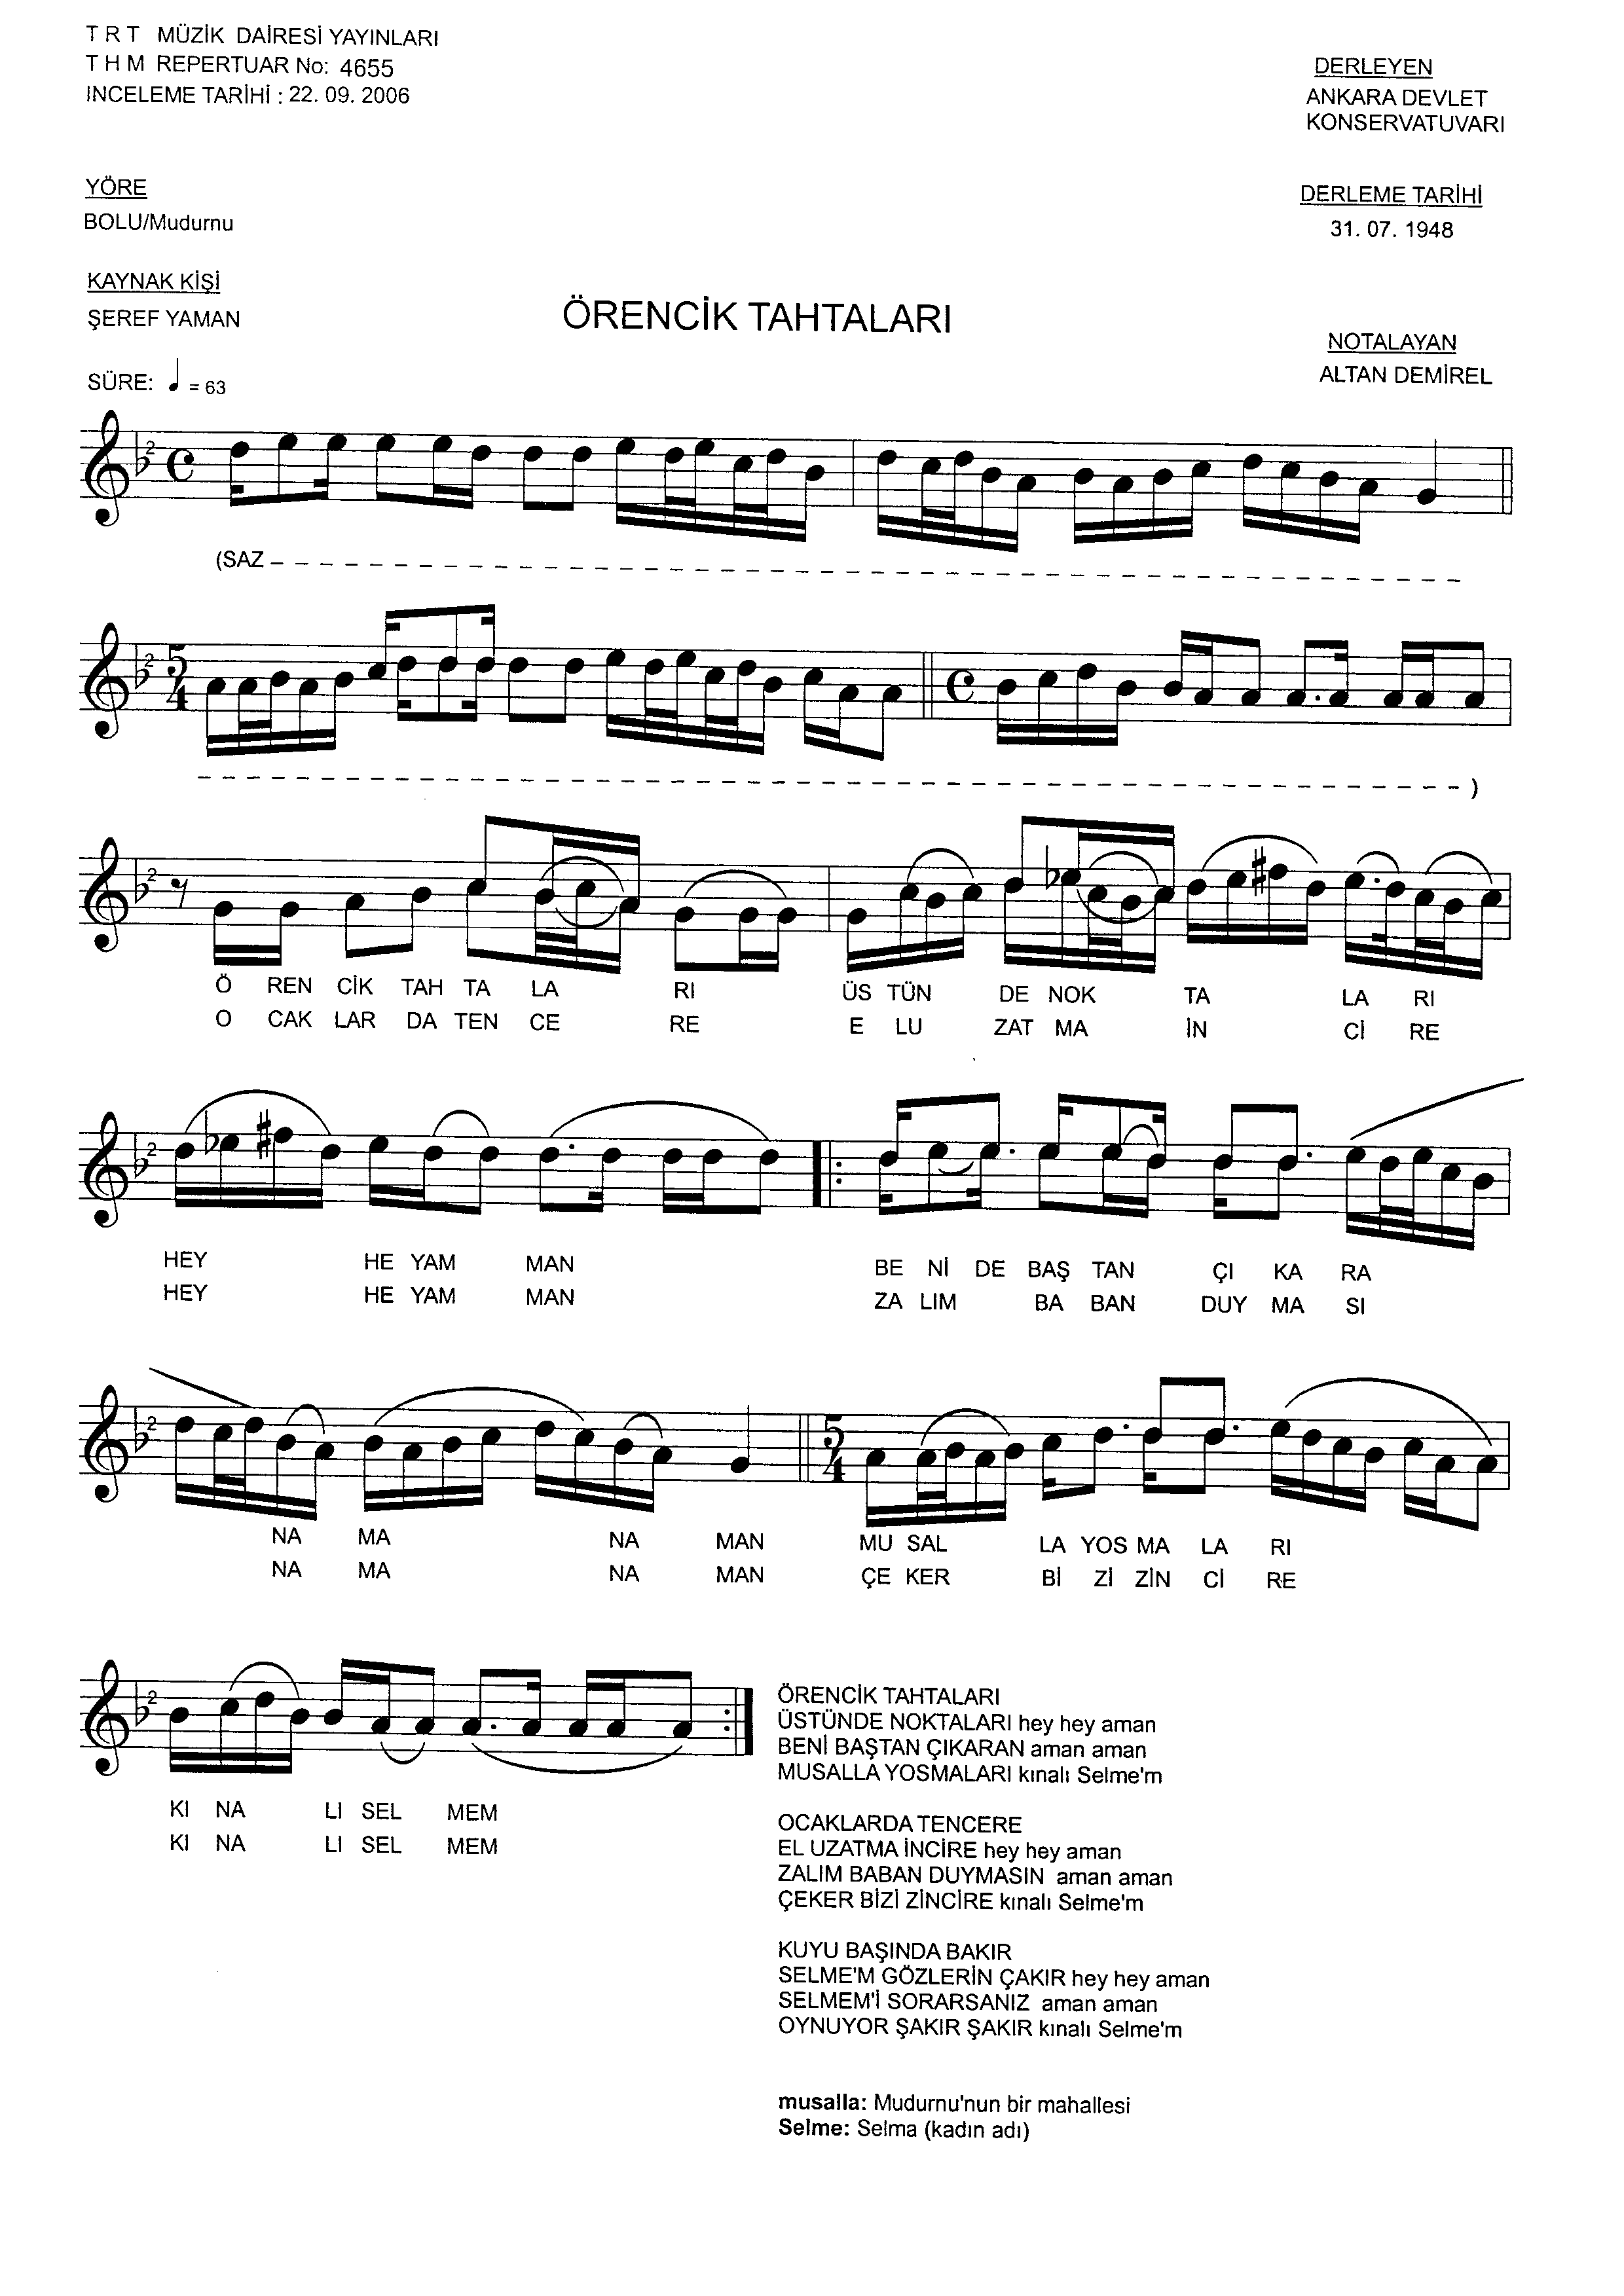 T R T MÜZİK DAİRESİ YAYINLARI
T H M REPERTUAR No: 4655
INCELEME TARİHİ : 22. 09. 2006
DERLEYEN
ANKARA DEVLET
KONSERVATUVARI
YÖRE
BOLU/Mudurnu
DERLEME TARİHİ
31. 07. 1948
KAYNAK KİŞİ
ŞEREF YAMAN
ÖRENCİK TAHTALARI
NOTALAYAN
ALTAN DEMİREL
SÜRE: ♩ = 63
(SAZ – – – – – – – – – – – – – – – –
– – – – – – – – – – – – – – – – )
Ö REN CİK TAH TA LA RI ÜS TÜN DE NOK TA LA RI
O CAK LAR DA TEN CE RE E LU ZAT MA İN Cİ RE
HEY HE YAM MAN BE Nİ DE BAŞ TAN ÇI KA RA
HEY HE YAM MAN ZA LIM BA BAN DUY MA SI
NA MA NA MAN MU SAL LA YOS MA LA RI
NA MA NA MAN ÇE KER Bİ Zİ ZİN Cİ RE
KI NA LI SEL MEM
KI NA LI SEL MEM
ÖRENCİK TAHTALARI
ÜSTÜNDE NOKTALARI hey hey aman
BENİ BAŞTAN ÇIKARAN aman aman
MUSALLA YOSMALARI kınalı Selme'm
OCAKLARDA TENCERE
EL UZATMA İNCİRE hey hey aman
ZALIM BABAN DUYMASIN aman aman
ÇEKER BİZİ ZİNCİRE kınalı Selme'm
KUYU BAŞINDA BAKIR
SELME'M GÖZLERİN ÇAKIR hey hey aman
SELMEM'İ SORARSANIZ aman aman
OYNUYOR ŞAKIR ŞAKIR kınalı Selme'm
musalla: Mudurnu'nun bir mahallesi
Selme: Selma (kadın adı)